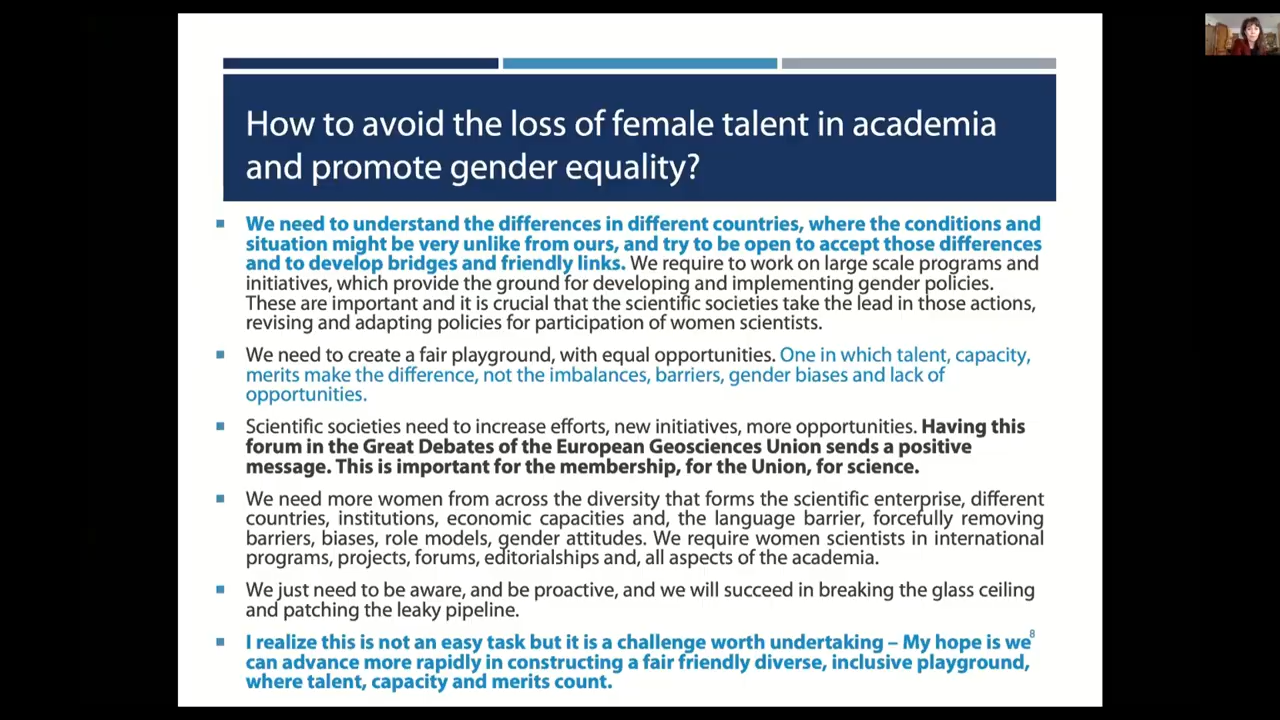 How to avoid the loss of female talent in academia
and promote gender equality?
We need to understand the differences in different countries, where the conditions and
situation might be very unlike from ours, and try to be open to accept those differences
and to develop bridges and friendly links. We require to work on large scale programs and
initiatives, which provide the ground for developing and implementing gender policies.
These are important and it is crucial that the scientific societies take the lead in those actions,
revising and adapting policies for participation of women scientists.
We need to create a fair playground, with equal opportunities. One in which talent, capacity,
merits make the difference, not the imbalances, barriers, gender biases and lack of
opportunities.
Scientific societies need to increase efforts, new initiatives, more opportunities. Having this
forum in the Great Debates of the European Geosciences Union sends a positive
message. This is important for the membership, for the Union, for science.
We need more women from across the diversity that forms the scientific enterprise, different
countries, institutions, economic capacities and, the language barrier, forcefully removing
barriers, biases, role models, gender attitudes. We require women scientists in international
programs, projects, forums, editorialships and, all aspects of the academia.
We just need to be aware, and be proactive, and we will succeed in breaking the glass ceiling
and patching the leaky pipeline.
I realize this is not an easy task but it is a challenge worth undertaking – My hope is we
8
can advance more rapidly in constructing a fair friendly diverse, inclusive playground,
where talent, capacity and merits count.